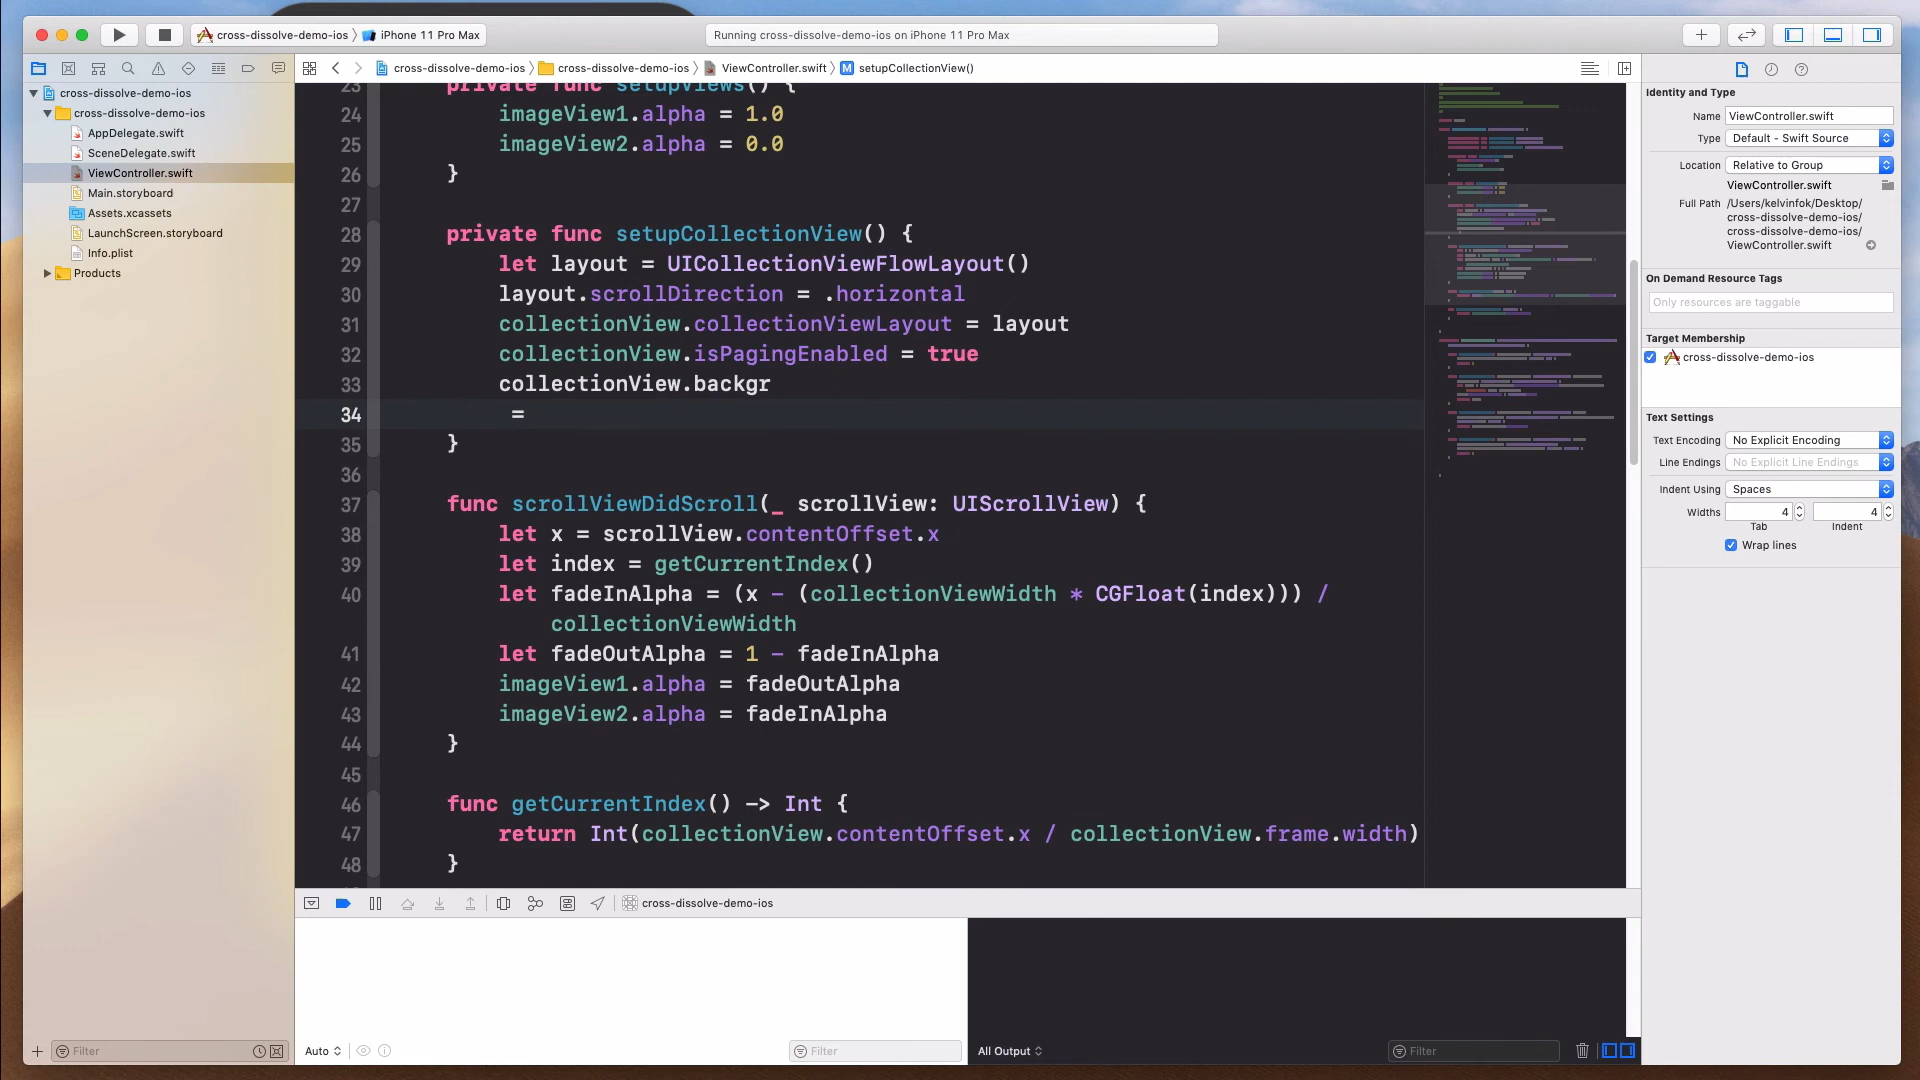 cross-dissolve-demo-ios
iPhone 11 Pro Max
Running cross-dissolve-demo-ios on iPhone 11 Pro Max
cross-dissolve-demo-ios
cross-dissolve-demo-ios
AppDelegate.swift
SceneDelegate.swift
ViewController.swift
Main.storyboard
Assets.xcassets
LaunchScreen.storyboard
Info.plist
Products
Filter
cross-dissolve-demo-ios
cross-dissolve-demo-ios
ViewController.swift
M
setupCollectionView()
23 private func setupViews() {
24 imageView1.alpha = 1.0
25 imageView2.alpha = 0.0
26 }
27
28 private func setupCollectionView() {
29 let layout = UICollectionViewFlowLayout()
30 layout.scrollDirection = .horizontal
31 collectionView.collectionViewLayout = layout
32 collectionView.isPagingEnabled = true
33 collectionView.backgr
34 =
35 }
36
37 func scrollViewDidScroll(_ scrollView: UIScrollView) {
38 let x = scrollView.contentOffset.x
39 let index = getCurrentIndex()
40 let fadeInAlpha = (x - (collectionViewWidth * CGFloat(index))) /
collectionViewWidth
41 let fadeOutAlpha = 1 - fadeInAlpha
42 imageView1.alpha = fadeOutAlpha
43 imageView2.alpha = fadeInAlpha
44 }
45
46 func getCurrentIndex() -> Int {
47 return Int(collectionView.contentOffset.x / collectionView.frame.width)
48 }
cross-dissolve-demo-ios
Auto
Filter
All Output
Filter
Identity and Type
Name ViewController.swift
Type Default - Swift Source
Location Relative to Group
ViewController.swift
Full Path /Users/kelvinfok/Desktop/
cross-dissolve-demo-ios/
cross-dissolve-demo-ios/
ViewController.swift
On Demand Resource Tags
Only resources are taggable
Target Membership
cross-dissolve-demo-ios
Text Settings
Text Encoding No Explicit Encoding
Line Endings No Explicit Line Endings
Indent Using Spaces
Widths 4 4
Tab Indent
Wrap lines